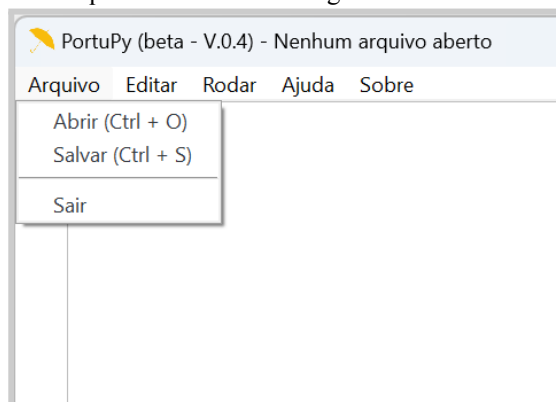 PortuPy (beta - V.0.4) - Nenhum arquivo aberto
Arquivo Editar Rodar Ajuda Sobre
Abrir (Ctrl + O)
Salvar (Ctrl + S)
Sair